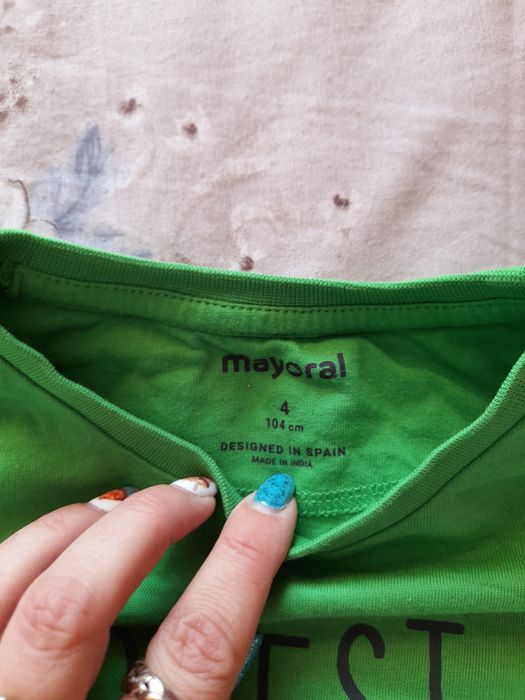 mayoral
4
104 cm
DESIGNED IN SPAIN
MADE IN INDIA